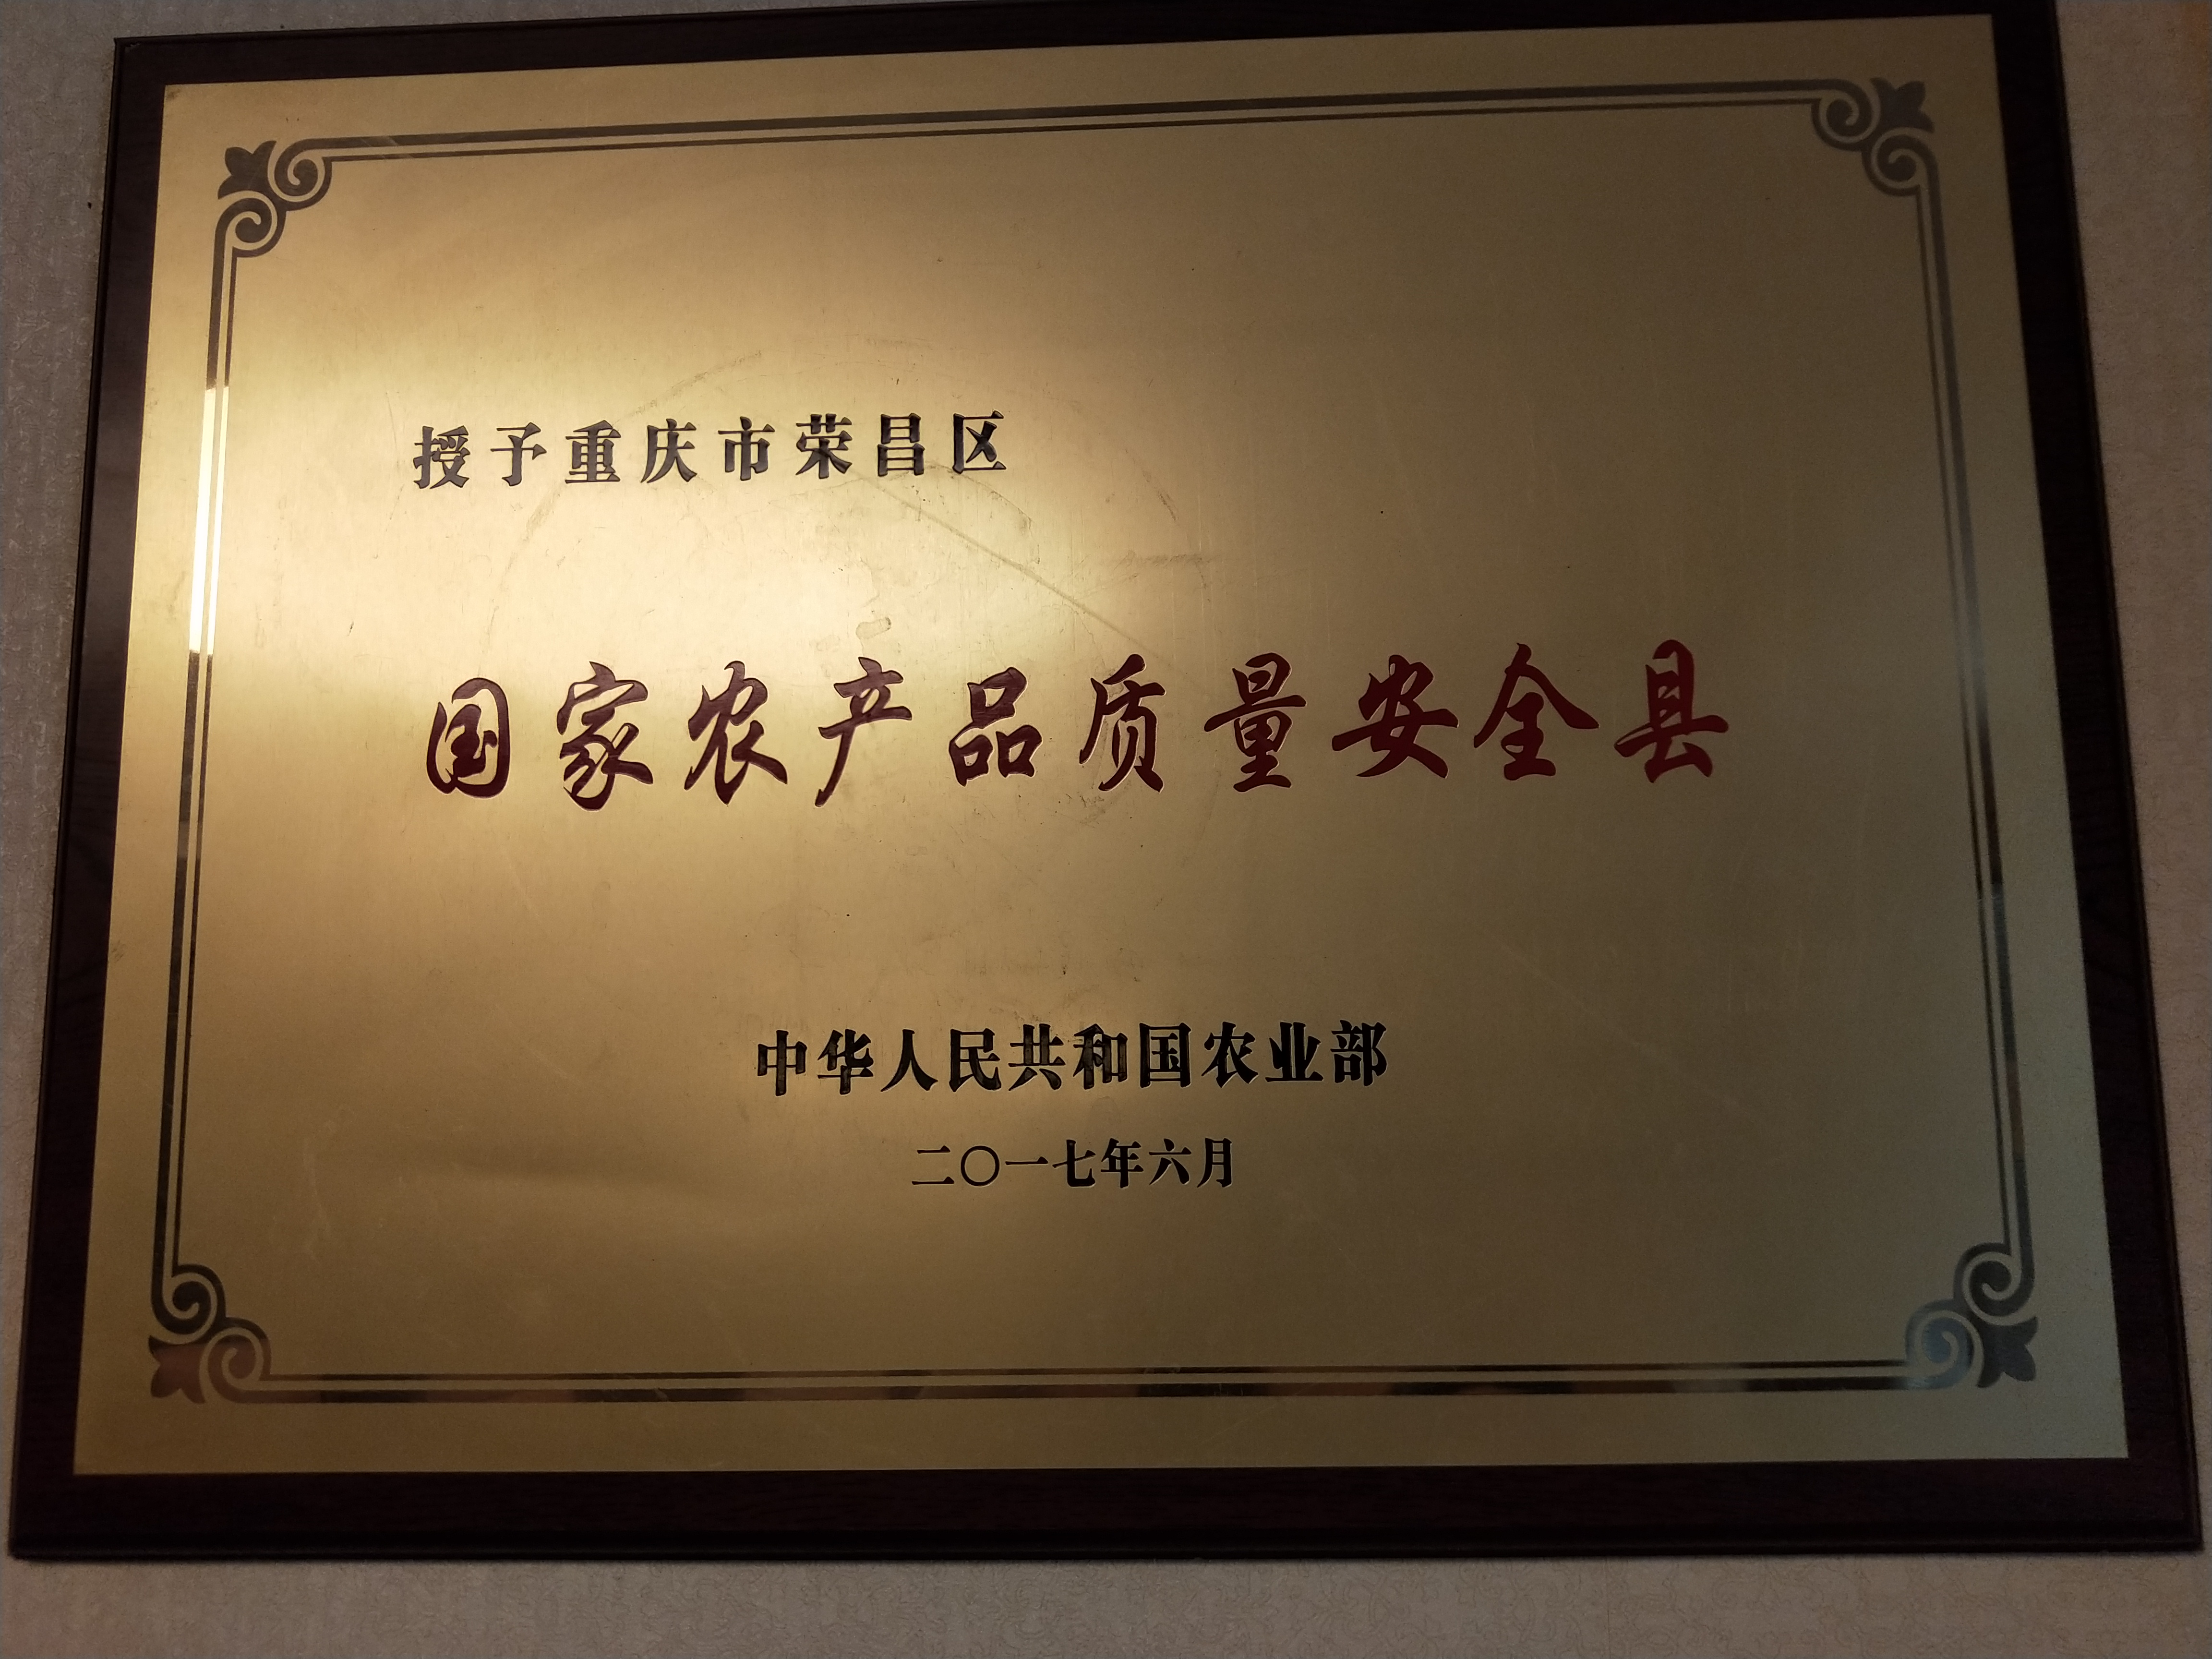 授予重庆市荣昌区
国家农产品质量安全县
中华人民共和国农业部
二〇一七年六月